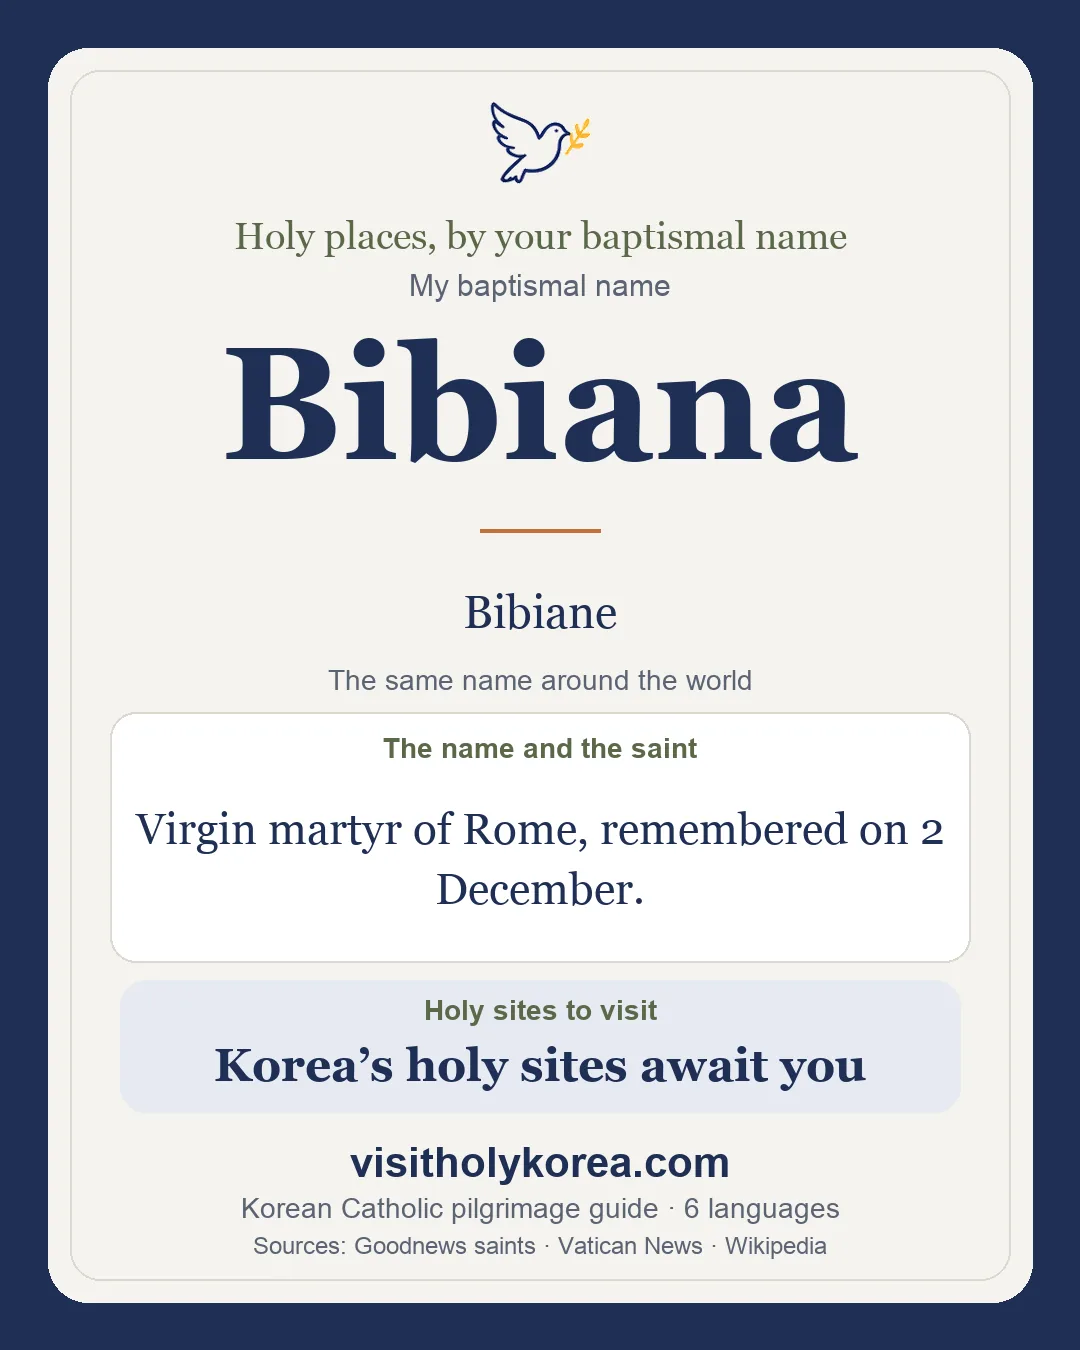 Holy places, by your baptismal name
My baptismal name
Bibiana
Bibiane
The same name around the world
The name and the saint
Virgin martyr of Rome, remembered on 2
December.
Holy sites to visit
Korea’s holy sites await you
visitholykorea.com
Korean Catholic pilgrimage guide · 6 languages
Sources: Goodnews saints · Vatican News · Wikipedia